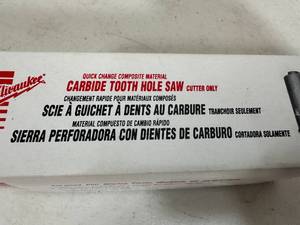 Milwaukee
QUICK CHANGE COMPOSITE MATERIAL
CARBIDE TOOTH HOLE SAW CUTTER ONLY
CHANGEMENT RAPIDE POUR MATÉRIAUX COMPOSÉS
SCIE À GUICHET À DENTS AU CARBURE TRANCHOIR SEULEMENT
MATERIAL COMPUESTO DE CAMBIO RÁPIDO
SIERRA PERFORADORA CON DIENTES DE CARBURO CORTADORA SOLAMENTE